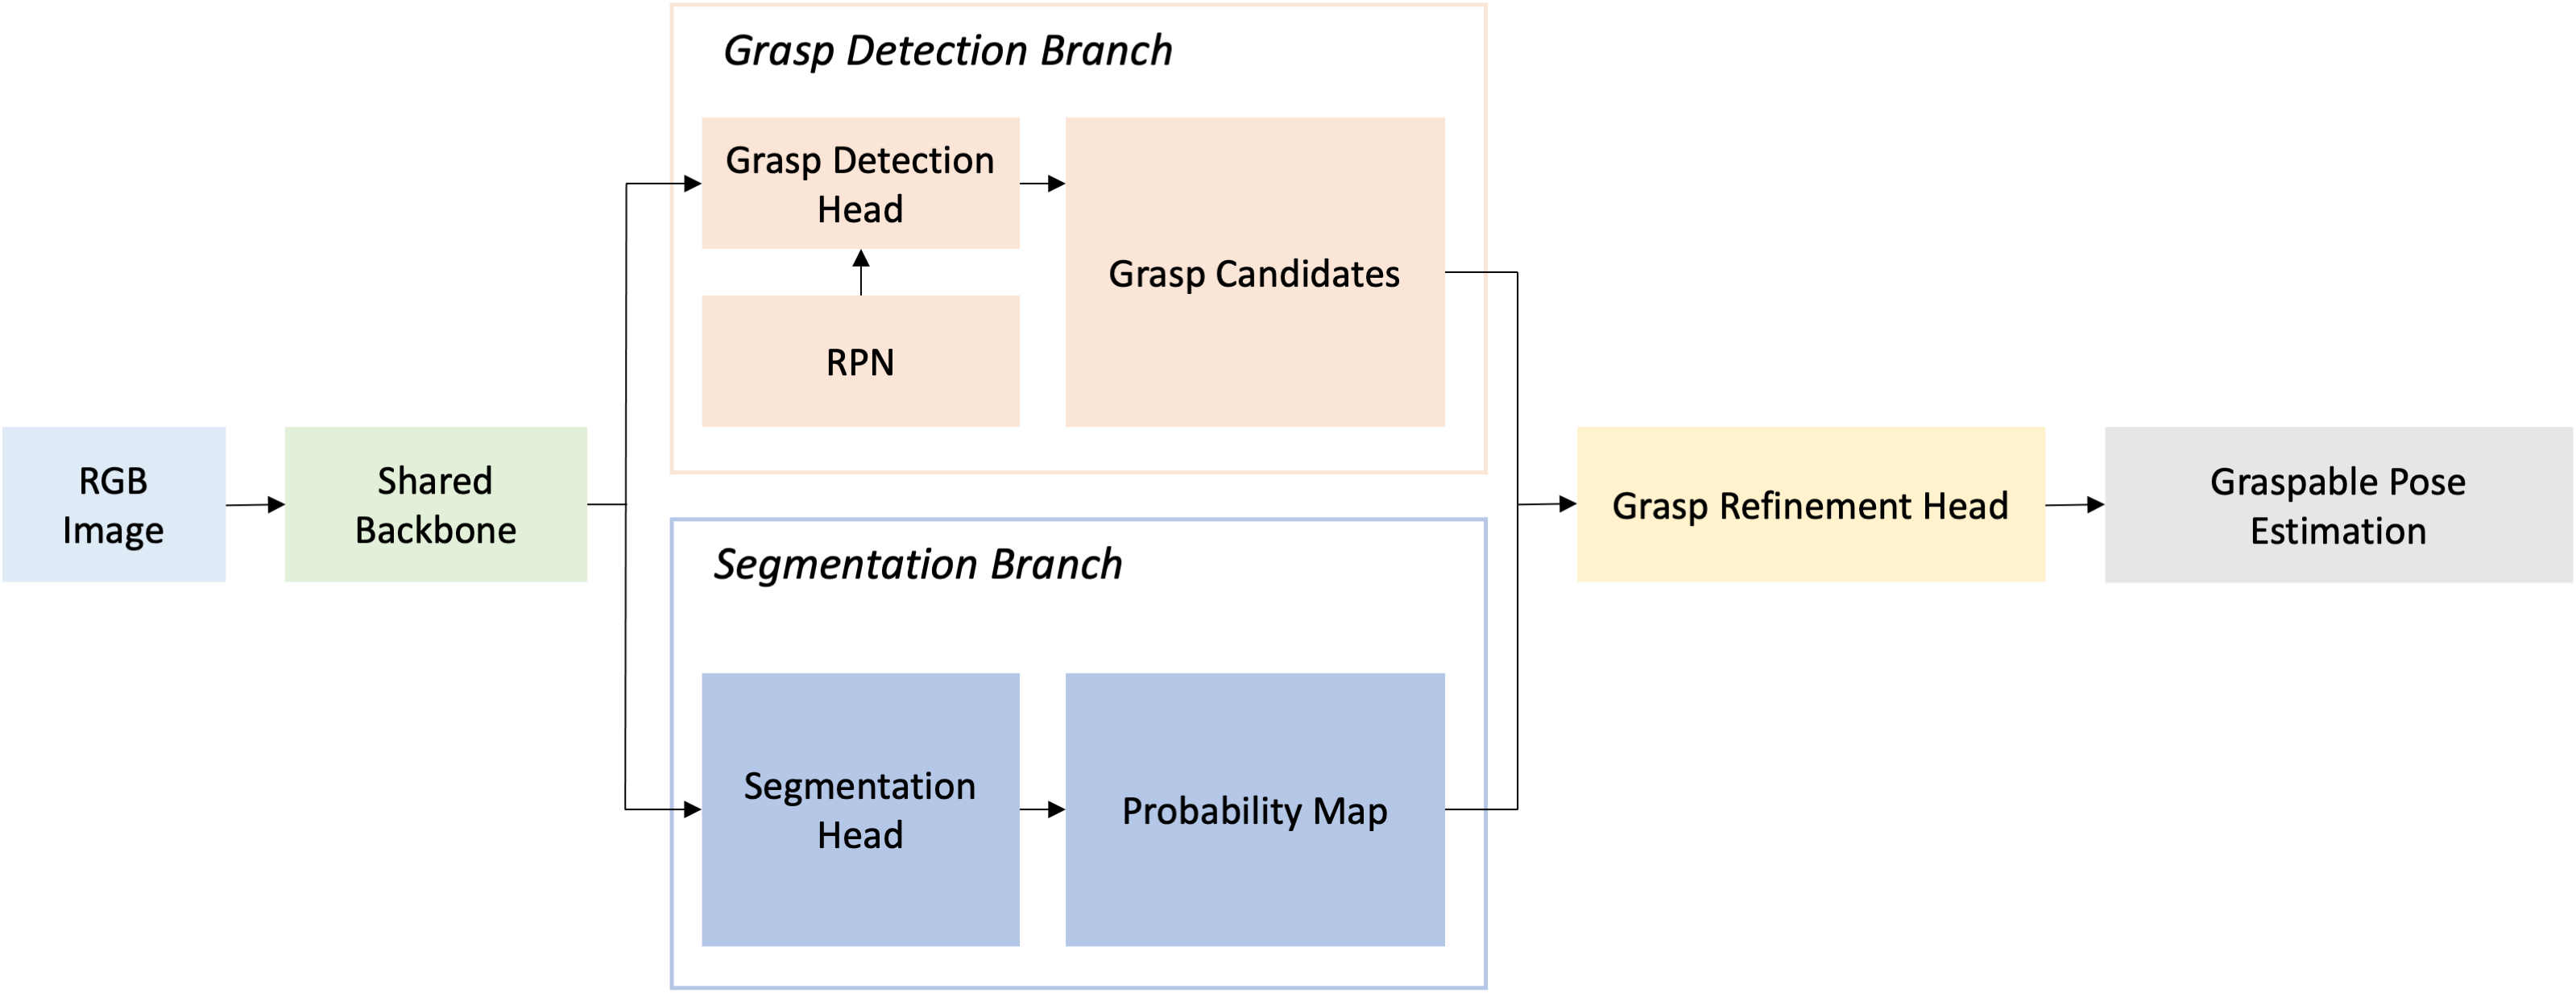 Grasp Detection Branch
Grasp Detection
Head
Grasp Candidates
RPN
RGB
Image
Shared
Backbone
Grasp Refinement Head
Graspable Pose
Estimation
Segmentation Branch
Segmentation
Head
Probability Map